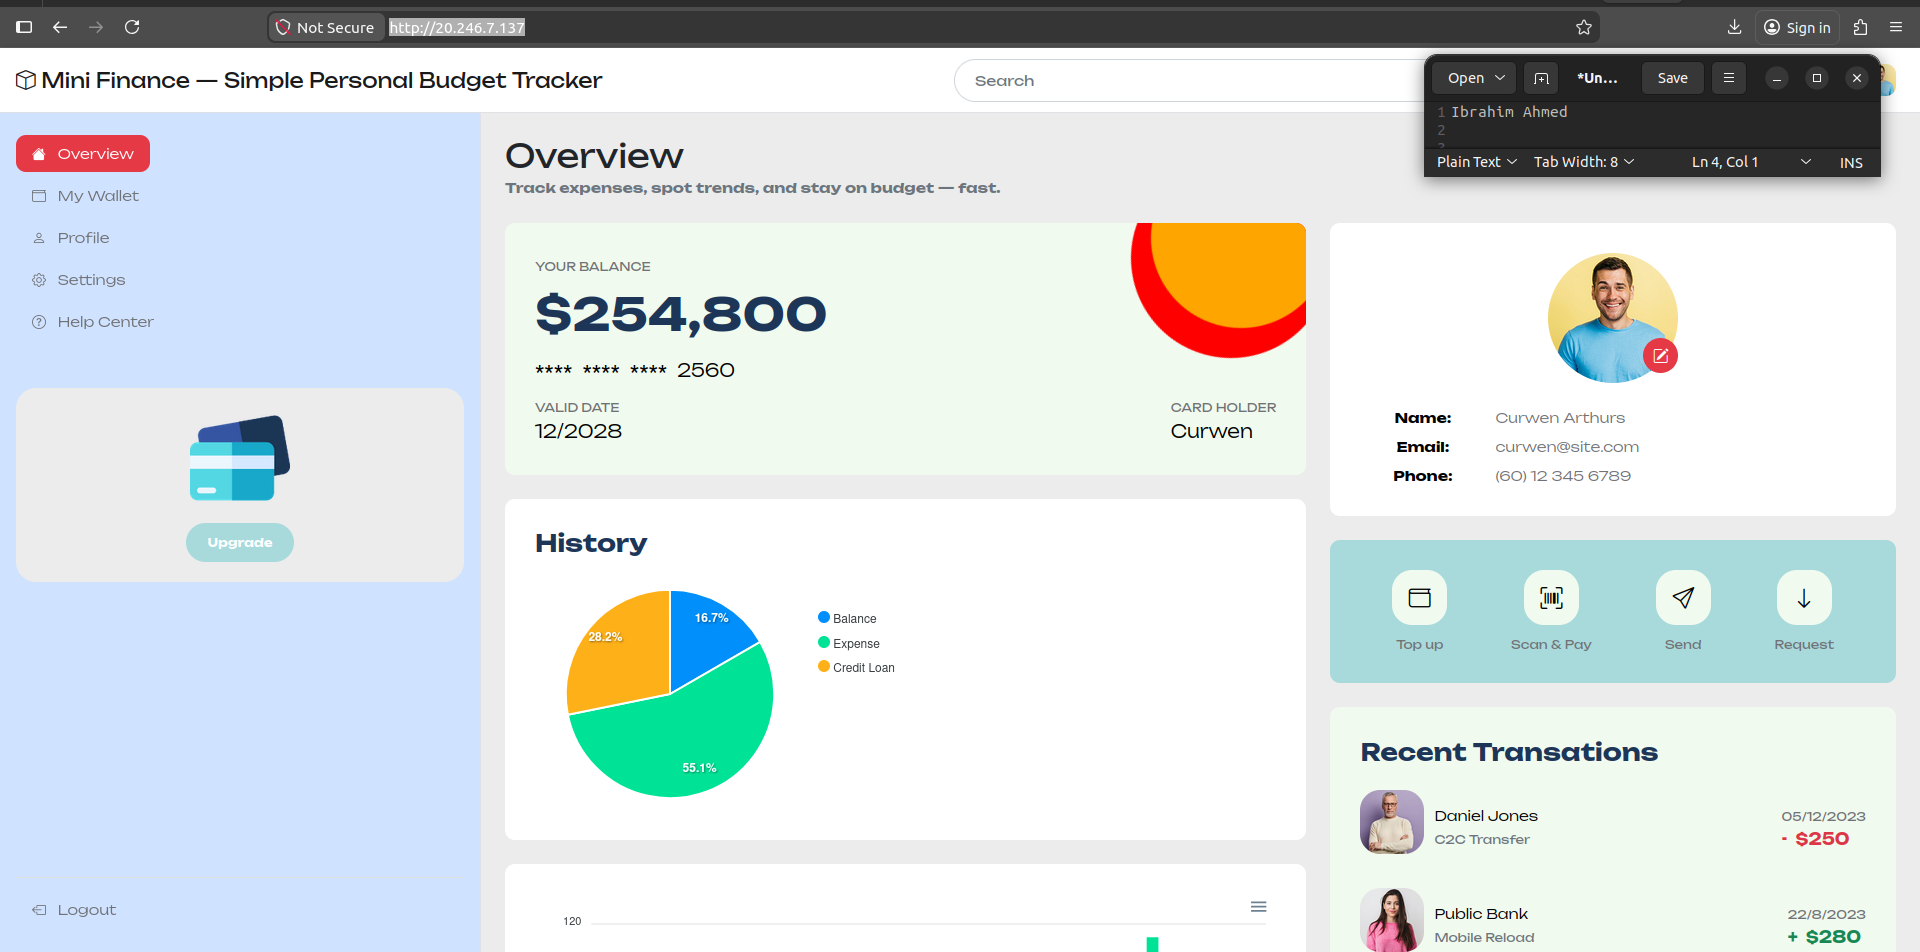 Not Secure http://20.246.7.137
Sign in
Mini Finance — Simple Personal Budget Tracker
Search
Open
*Un...
Save
1 Ibrahim Ahmed
2
Plain Text Tab Width: 8 Ln 4, Col 1 INS
Overview
My Wallet
Profile
Settings
Help Center
Upgrade
Logout
Overview
Track expenses, spot trends, and stay on budget — fast.
YOUR BALANCE
$254,800
**** **** **** 2560
VALID DATE
12/2028
CARD HOLDER
Curwen
History
16.7%
28.2%
55.1%
Balance
Expense
Credit Loan
120
Name: Curwen Arthurs
Email: curwen@site.com
Phone: (60) 12 345 6789
Top up
Scan & Pay
Send
Request
Recent Transations
Daniel Jones 05/12/2023
C2C Transfer - $250
Public Bank 22/8/2023
Mobile Reload + $280